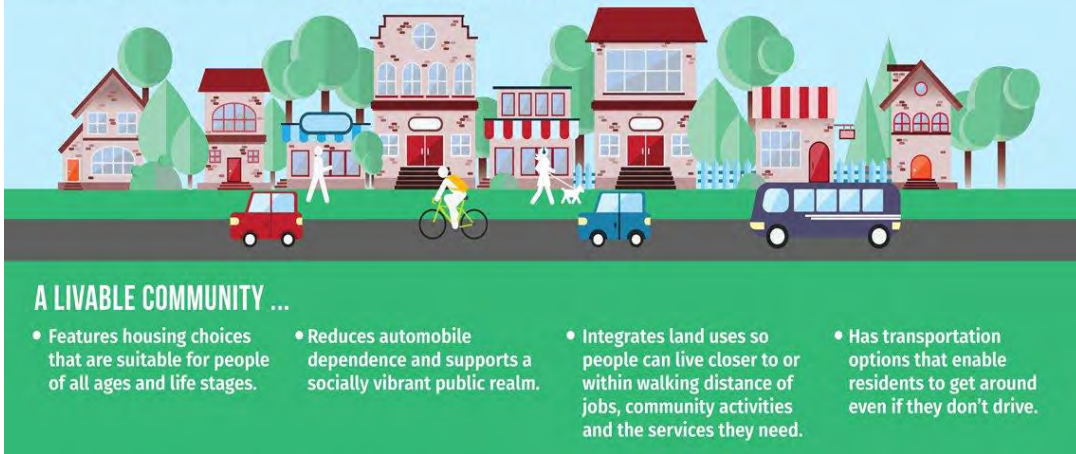 A LIVABLE COMMUNITY ...
• Features housing choices
that are suitable for people
of all ages and life stages.
• Reduces automobile
dependence and supports a
socially vibrant public realm.
• Integrates land uses so
people can live closer to or
within walking distance of
jobs, community activities
and the services they need.
• Has transportation
options that enable
residents to get around
even if they don’t drive.